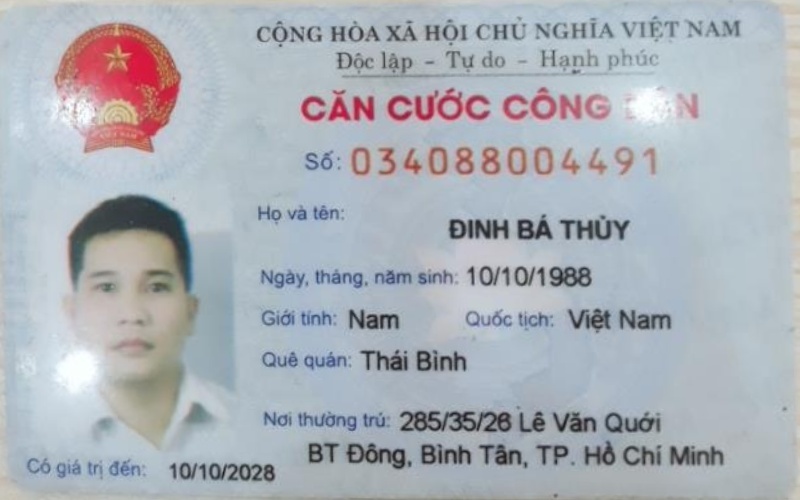 CỘNG HÒA XÃ HỘI CHỦ NGHĨA VIỆT NAM
Độc lập - Tự do - Hạnh phúc
CĂN CƯỚC CÔNG
Số: 034088004491
Họ và tên:
ĐINH BÁ THÙY
Ngày, tháng, năm sinh: 10/10/1988
Giới tính: Nam Quốc tịch: Việt Nam
Quê quán: Thái Bình
Nơi thường trú: 285/35/26 Lê Văn Quới
BT Đông, Bình Tân, TP. Hồ Chí Minh
Có giá trị đến: 10/10/2028